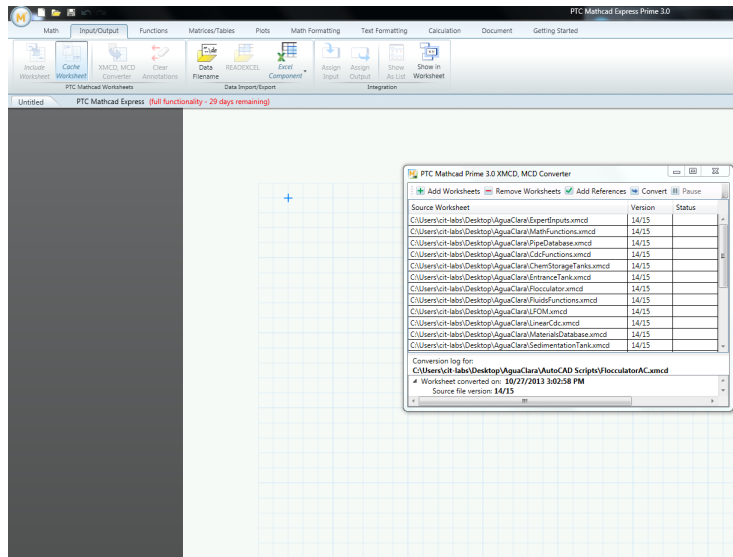 PTC Mathcad Express Prime 3.0
Math Input/Output Functions Matrices/Tables Plots Math Formatting Text Formatting Calculation Document Getting Started
Include Worksheet Cache Worksheet XMCD, MCD Converter Clear Annotations Data Filename READEXCEL Excel Component Assign Input Assign Output Show As List Show in Worksheet
PTC Mathcad Worksheets Data Import/Export Integration
Untitled PTC Mathcad Express (full functionality - 29 days remaining)
PTC Mathcad Prime 3.0 XMCD, MCD Converter
Add Worksheets Remove Worksheets Add References Convert Pause
Source Worksheet Version Status
C:\Users\cit-labs\Desktop\AguaClara\ExpertInputs.xmcd 14/15
C:\Users\cit-labs\Desktop\AguaClara\MathFunctions.xmcd 14/15
C:\Users\cit-labs\Desktop\AguaClara\PipeDatabase.xmcd 14/15
C:\Users\cit-labs\Desktop\AguaClara\CdcFunctions.xmcd 14/15
C:\Users\cit-labs\Desktop\AguaClara\ChemStorageTanks.xmcd 14/15
C:\Users\cit-labs\Desktop\AguaClara\EntranceTank.xmcd 14/15
C:\Users\cit-labs\Desktop\AguaClara\Flocculator.xmcd 14/15
C:\Users\cit-labs\Desktop\AguaClara\FluidsFunctions.xmcd 14/15
C:\Users\cit-labs\Desktop\AguaClara\LFOM.xmcd 14/15
C:\Users\cit-labs\Desktop\AguaClara\LinearCdc.xmcd 14/15
C:\Users\cit-labs\Desktop\AguaClara\MaterialsDatabase.xmcd 14/15
C:\Users\cit-labs\Desktop\AguaClara\SedimentationTank.xmcd 14/15
Conversion log for:
C:\Users\cit-labs\Desktop\AguaClara\AutoCAD Scripts\FlocculatorAC.xmcd
Worksheet converted on: 10/27/2013 3:02:58 PM
Source file version: 14/15